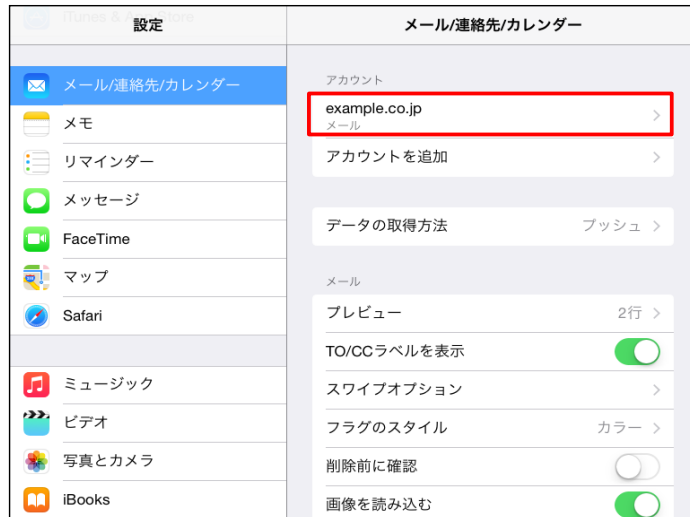 iTunes & App Store
設定
メール/連絡先/カレンダー
メモ
リマインダー
メッセージ
FaceTime
マップ
Safari
ミュージック
ビデオ
写真とカメラ
iBooks
メール/連絡先/カレンダー
アカウント
example.co.jp
メール
アカウントを追加
データの取得方法 プッシュ
メール
プレビュー 2行
TO/CCラベルを表示
スワイプオプション
フラグのスタイル カラー
削除前に確認
画像を読み込む